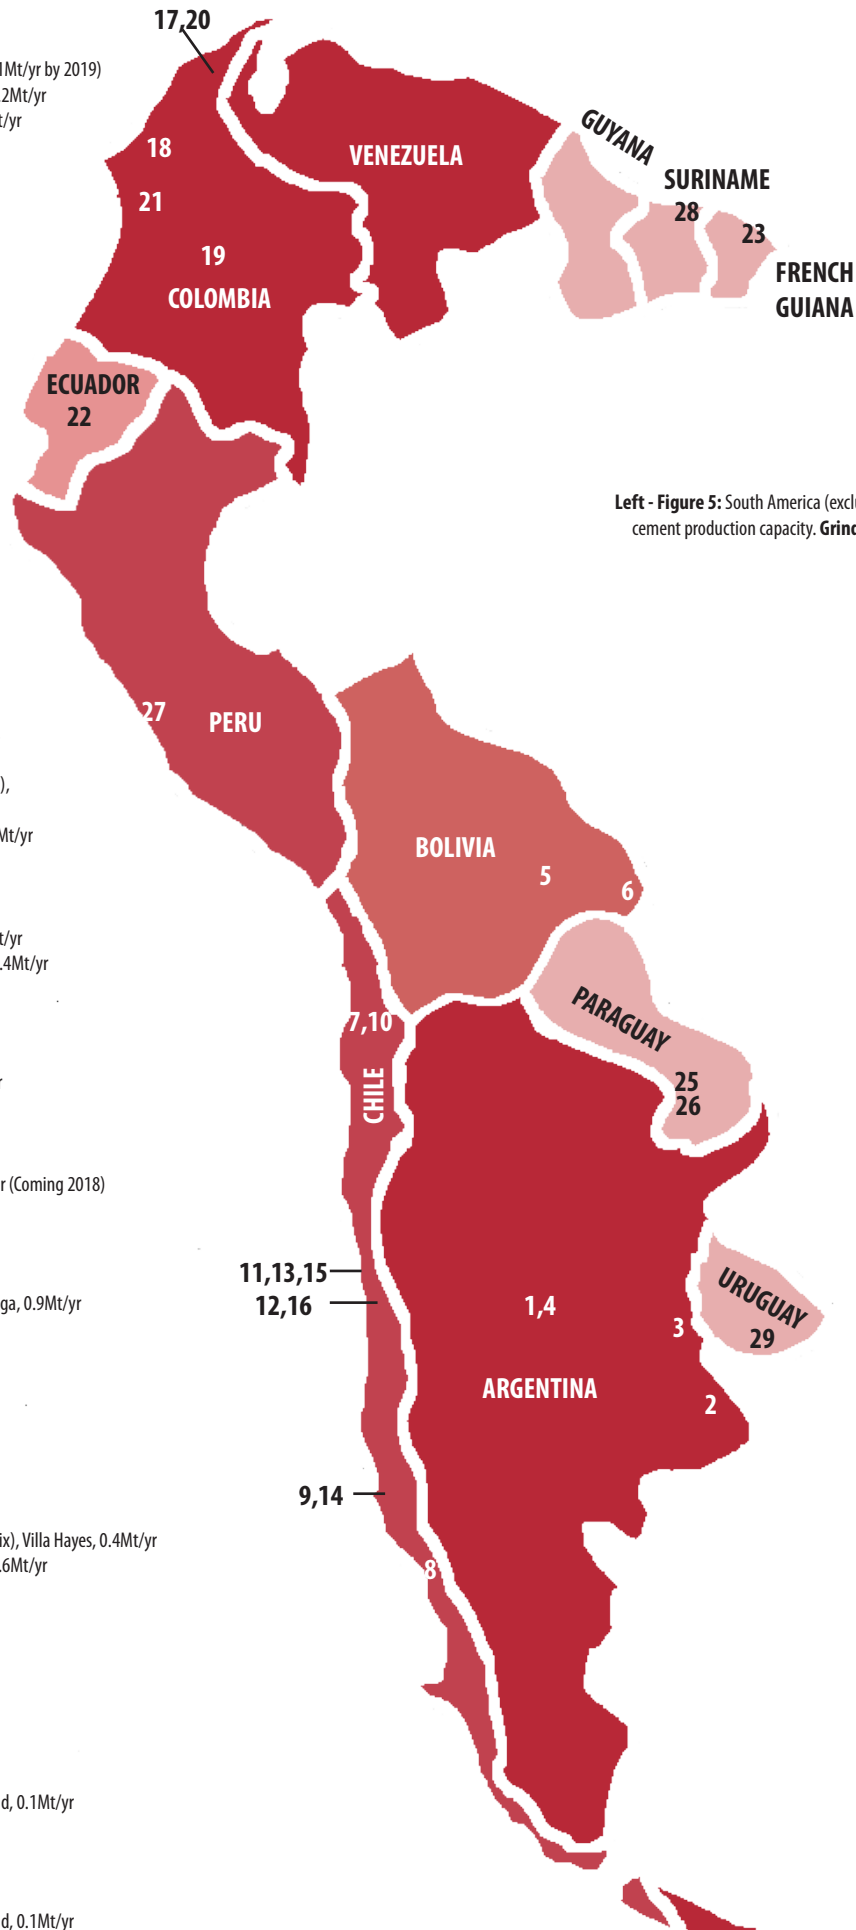 17,20
1Mt/yr by 2019)
.2Mt/yr
t/yr
GUYANA
18
VENEZUELA
SURINAME
21
28
23
19
FRENCH
GUIANA
COLOMBIA
ECUADOR
22
Left - Figure 5: South America (exclu
cement production capacity. Grind
27
PERU
),
Mt/yr
BOLIVIA
5
6
t/yr
.4Mt/yr
PARAGUAY
7,10
CHILE
25
26
r
r (Coming 2018)
11,13,15
12,16
ga, 0.9Mt/yr
1,4
URUGUAY
3
29
ARGENTINA
2
9,14
ix), Villa Hayes, 0.4Mt/yr
.6Mt/yr
8
d, 0.1Mt/yr
d, 0.1Mt/yr